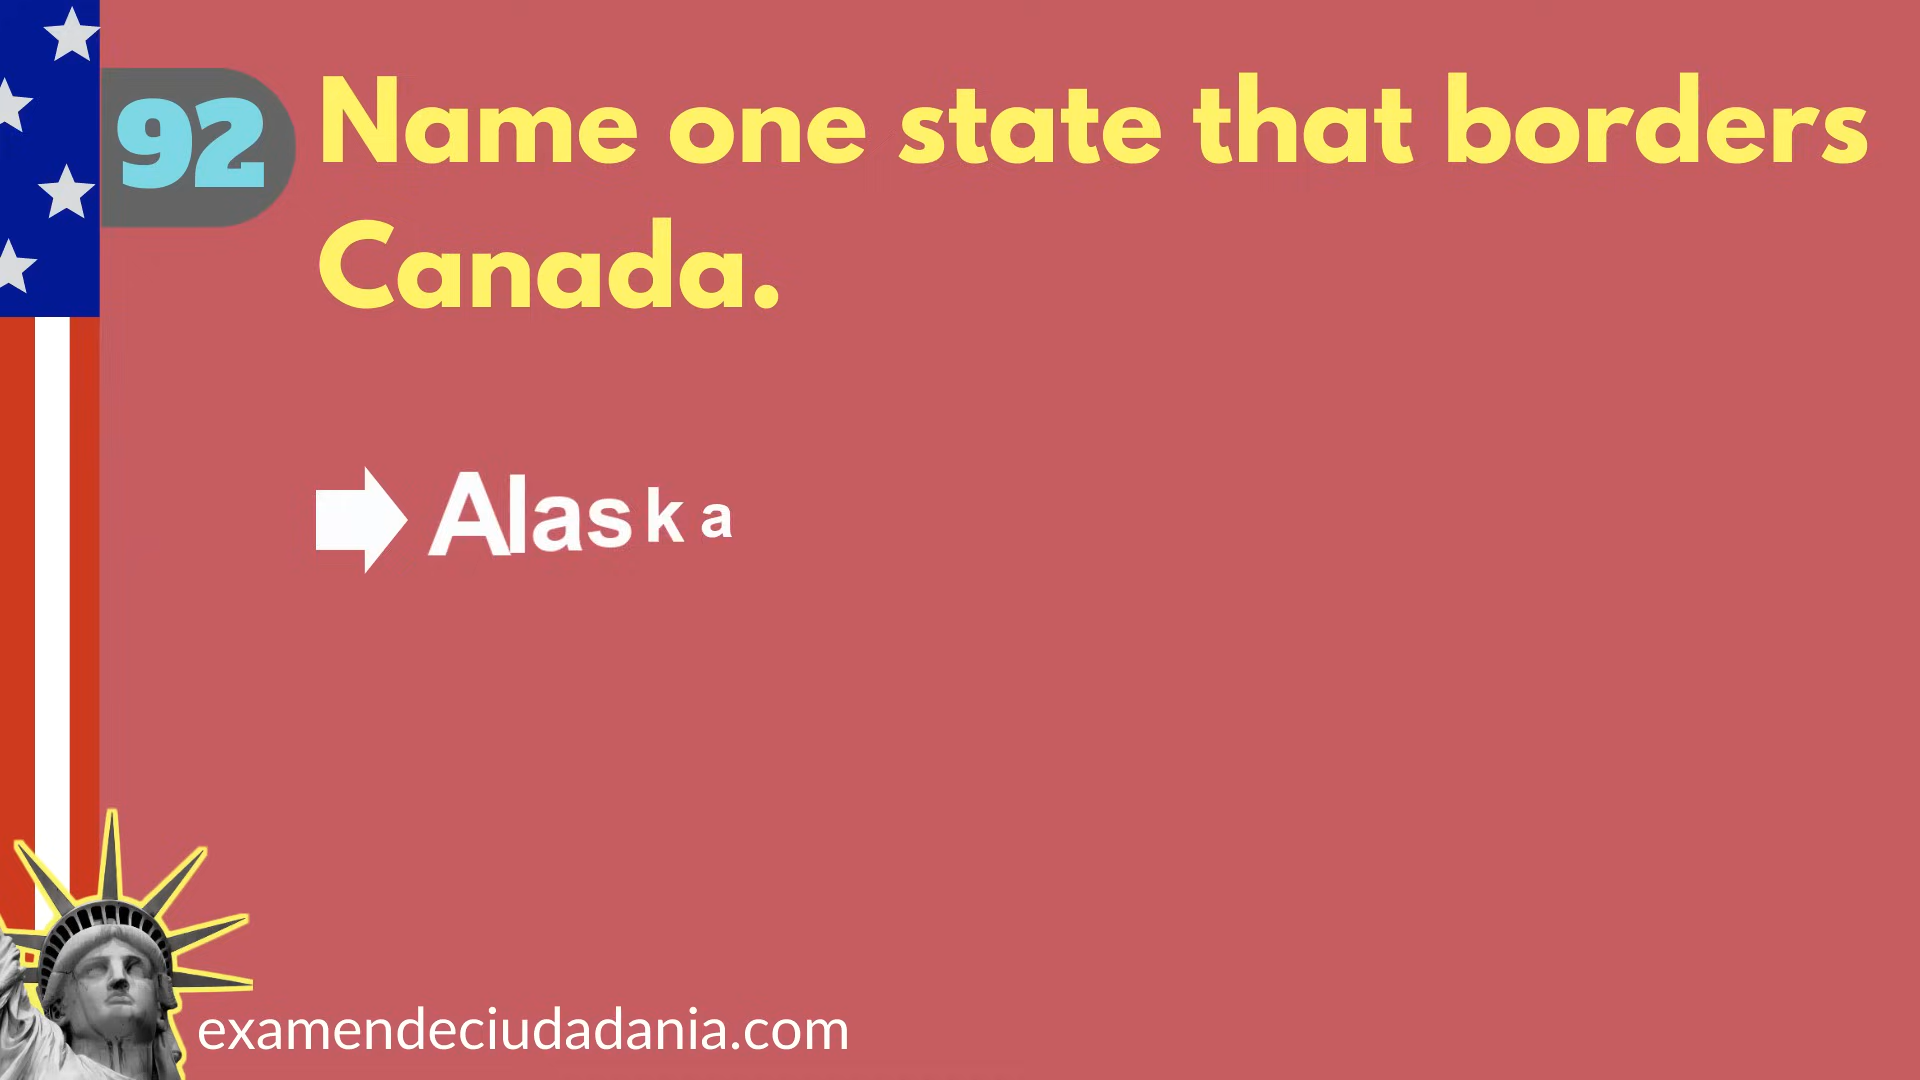 92
Name one state that borders
Canada.
Alaska
examendeciudadania.com